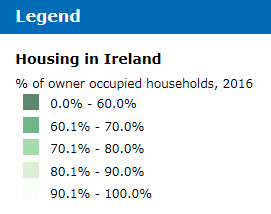 Legend
Housing in Ireland
% of owner occupied households, 2016
0.0% - 60.0%
60.1% - 70.0%
70.1% - 80.0%
80.1% - 90.0%
90.1% - 100.0%